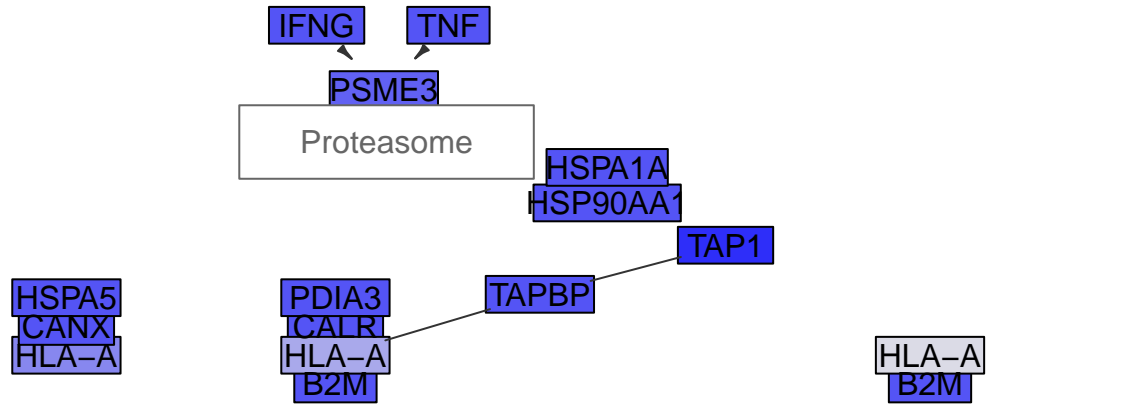 IFNG
TNF
PSME3
Proteasome
HSPA1A
HSP90AA1
TAP1
TAPBP
HSPA5
CANX
HLA−A
PDIA3
CALR
HLA−A
B2M
HLA−A
B2M